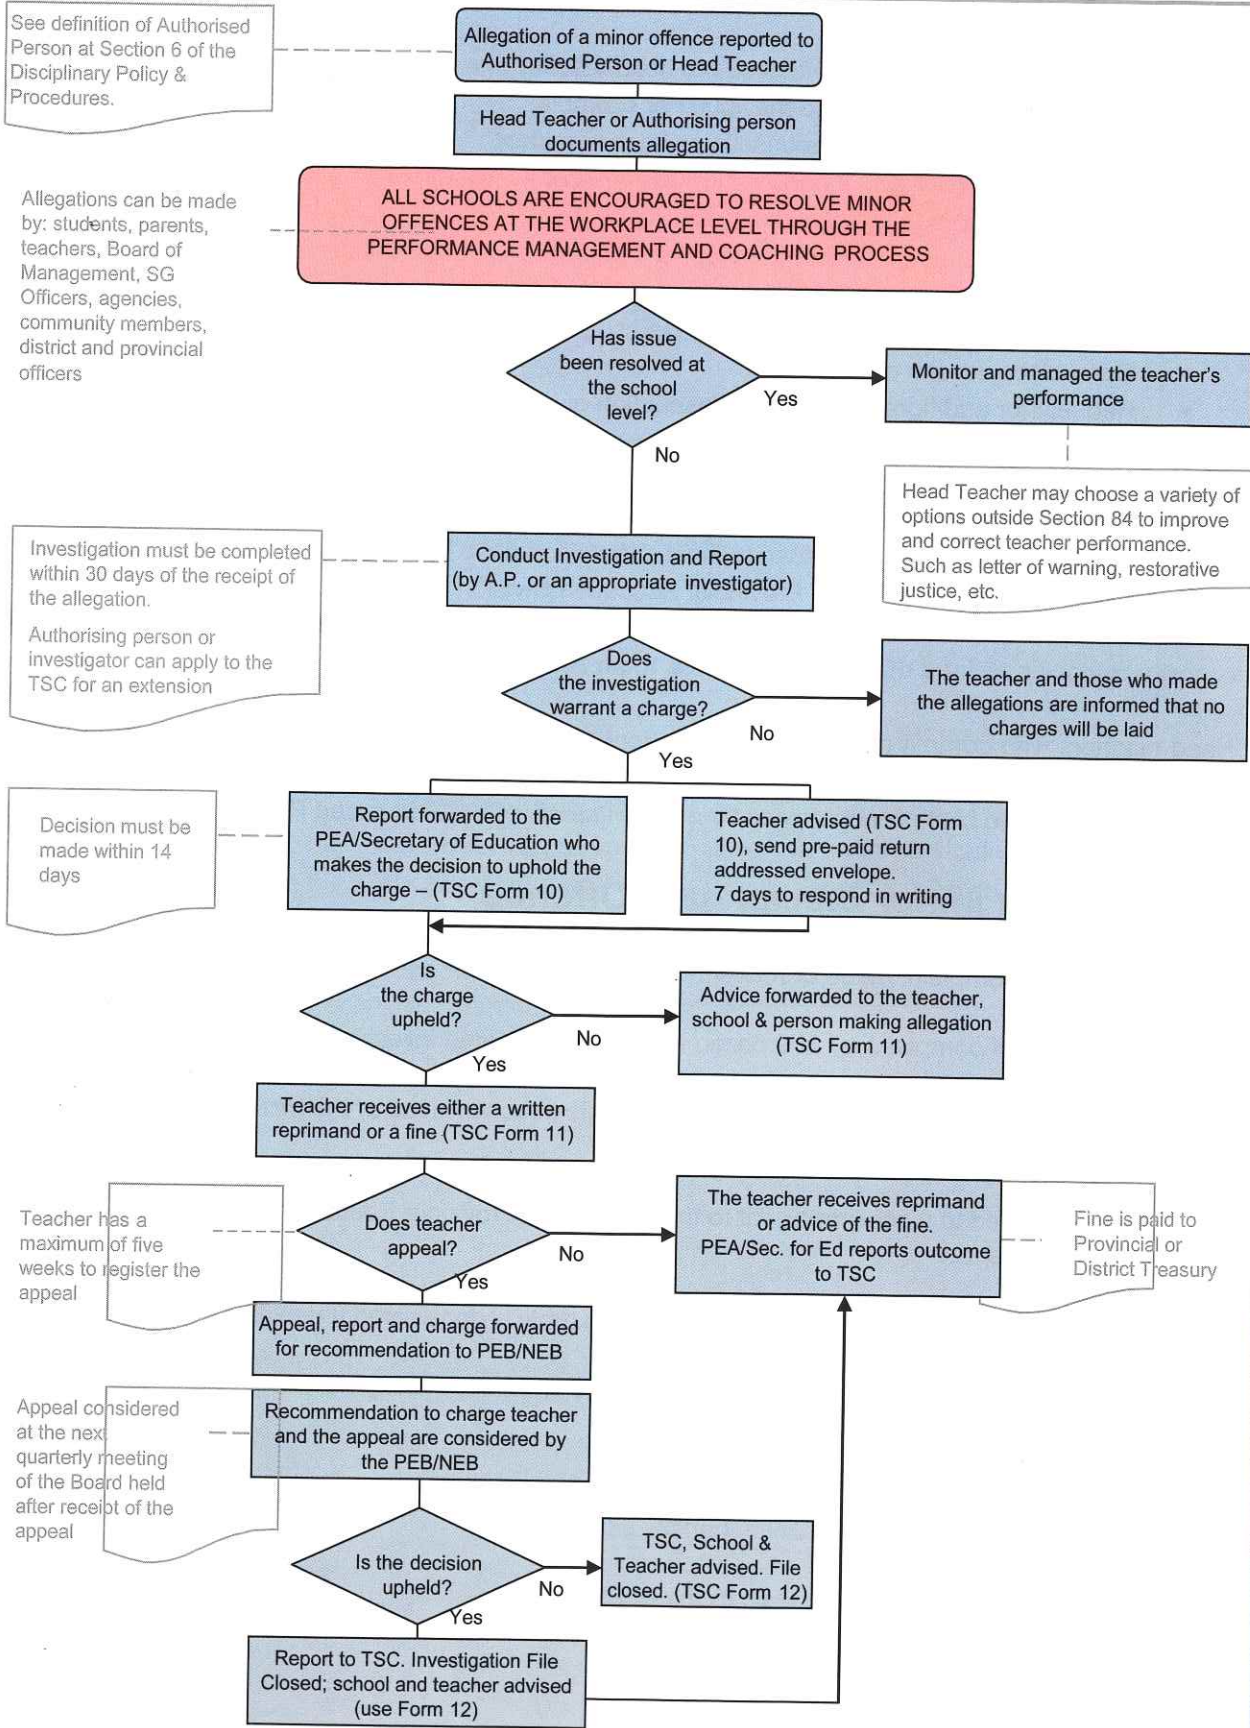 See definition of Authorised
Person at Section 6 of the
Disciplinary Policy &
Procedures.
Allegation of a minor offence reported to
Authorised Person or Head Teacher
Head Teacher or Authorising person
documents allegation
Allegations can be made
by: students, parents,
teachers, Board of
Management, SG
Officers, agencies,
community members,
district and provincial
officers
ALL SCHOOLS ARE ENCOURAGED TO RESOLVE MINOR
OFFENCES AT THE WORKPLACE LEVEL THROUGH THE
PERFORMANCE MANAGEMENT AND COACHING PROCESS
Has issue
been resolved at
the school
level?
Yes
Monitor and managed the teacher's
performance
No
Head Teacher may choose a variety of
options outside Section 84 to improve
and correct teacher performance.
Such as letter of warning, restorative
justice, etc.
Investigation must be completed
within 30 days of the receipt of
the allegation.
Authorising person or
investigator can apply to the
TSC for an extension
Conduct Investigation and Report
(by A.P. or an appropriate investigator)
Does
the investigation
warrant a charge?
No
The teacher and those who made
the allegations are informed that no
charges will be laid
Yes
Decision must be
made within 14
days
Report forwarded to the
PEA/Secretary of Education who
makes the decision to uphold the
charge – (TSC Form 10)
Teacher advised (TSC Form
10), send pre-paid return
addressed envelope.
7 days to respond in writing
Is
the charge
upheld?
No
Advice forwarded to the teacher,
school & person making allegation
(TSC Form 11)
Yes
Teacher receives either a written
reprimand or a fine (TSC Form 11)
Teacher has a
maximum of five
weeks to register the
appeal
Does teacher
appeal?
No
The teacher receives reprimand
or advice of the fine.
PEA/Sec. for Ed reports outcome
to TSC
Fine is paid to
Provincial or
District Treasury
Yes
Appeal, report and charge forwarded
for recommendation to PEB/NEB
Appeal considered
at the next
quarterly meeting
of the Board held
after receipt of the
appeal
Recommendation to charge teacher
and the appeal are considered by
the PEB/NEB
Is the decision
upheld?
No
TSC, School &
Teacher advised. File
closed. (TSC Form 12)
Yes
Report to TSC. Investigation File
Closed; school and teacher advised
(use Form 12)